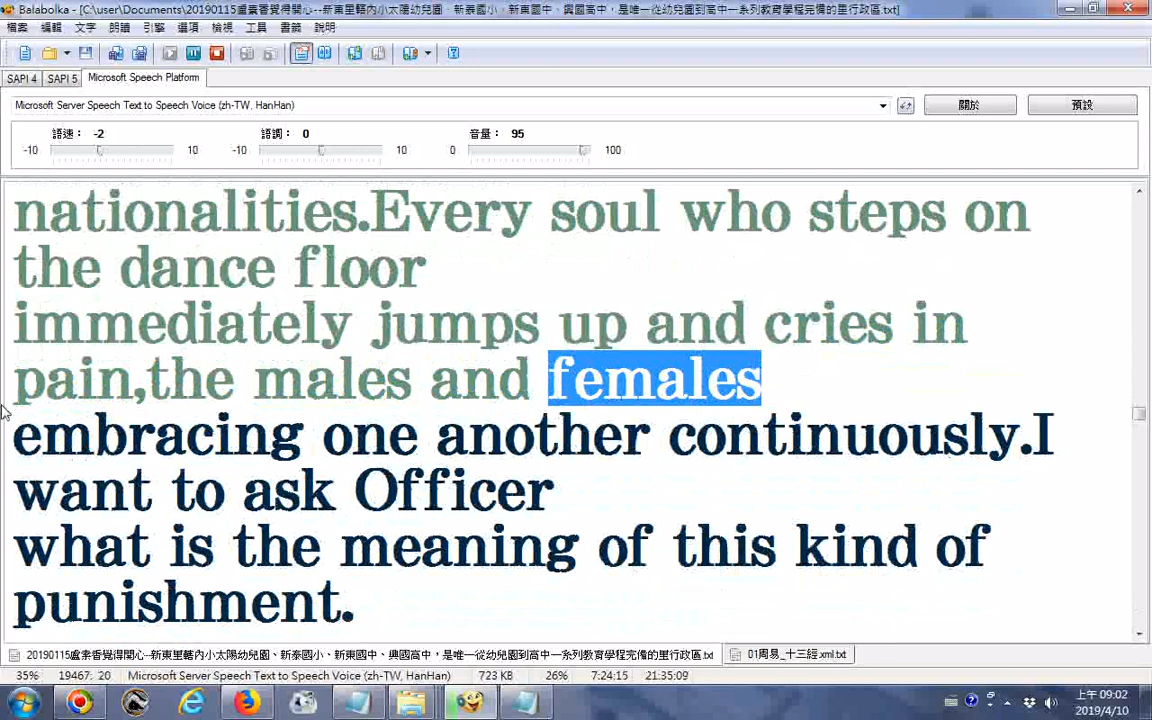 Balabolka - [C:\user\Documents\20190115盧素香覺得開心--新東里轄內小太陽幼兒園、新泰國小、新東國中、興國高中，是唯一從幼兒園到高中一系列教育學程完備的里行政區.txt]
檔案 編輯 文字 朗讀 引擎 選項 檢視 工具 書籤 說明
SAPI 4 SAPI 5 Microsoft Speech Platform
Microsoft Server Speech Text to Speech Voice (zh-TW, HanHan) 關於 預設
語速： -2 語調： 0 音量： 95
-10 10 -10 10 0 100
nationalities.Every soul who steps on
the dance floor
immediately jumps up and cries in
pain,the males and females
embracing one another continuously.I
want to ask Officer
what is the meaning of this kind of
punishment.
20190115盧素香覺得開心--新東里轄內小太陽幼兒園、新泰國小、新東國中、興國高中，是唯一從幼兒園到高中一系列教育學程完備的里行政區.txt 01周易_十三經.xml.txt
35% 19467: 20 Microsoft Server Speech Text to Speech Voice (zh-TW, HanHan) 723 KB 26% 7:24:15 21:35:09
上午 09:02
2019/4/10